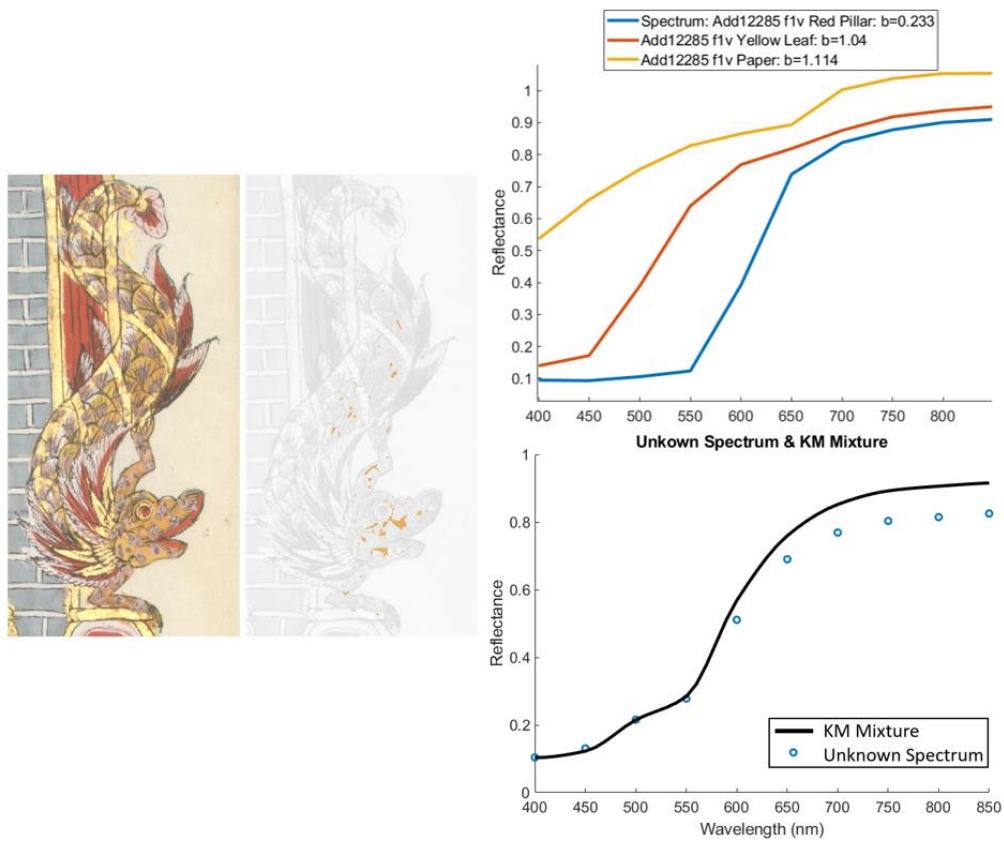 Spectrum: Add12285 f1v Red Pillar: b=0.233
Add12285 f1v Yellow Leaf: b=1.04
Add12285 f1v Paper: b=1.114
1
0.9
0.8
0.7
0.6
0.5
0.4
0.3
0.2
0.1
Reflectance
400 450 500 550 600 650 700 750 800
Unkown Spectrum & KM Mixture
1
0.8
0.6
0.4
0.2
0
Reflectance
KM Mixture
Unknown Spectrum
400 450 500 550 600 650 700 750 800 850
Wavelength (nm)